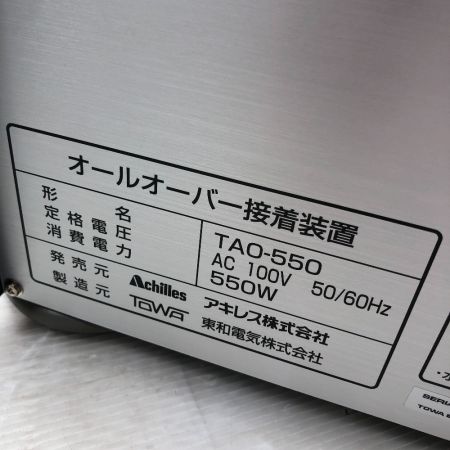 オールオーバー接着装置
形 名 TAO-550
定格電圧 AC 100V 50/60Hz
消費電力 550W
発売元 Achilles アキレス株式会社
製造元 TOWA 東和電気株式会社
SERI
TOWA